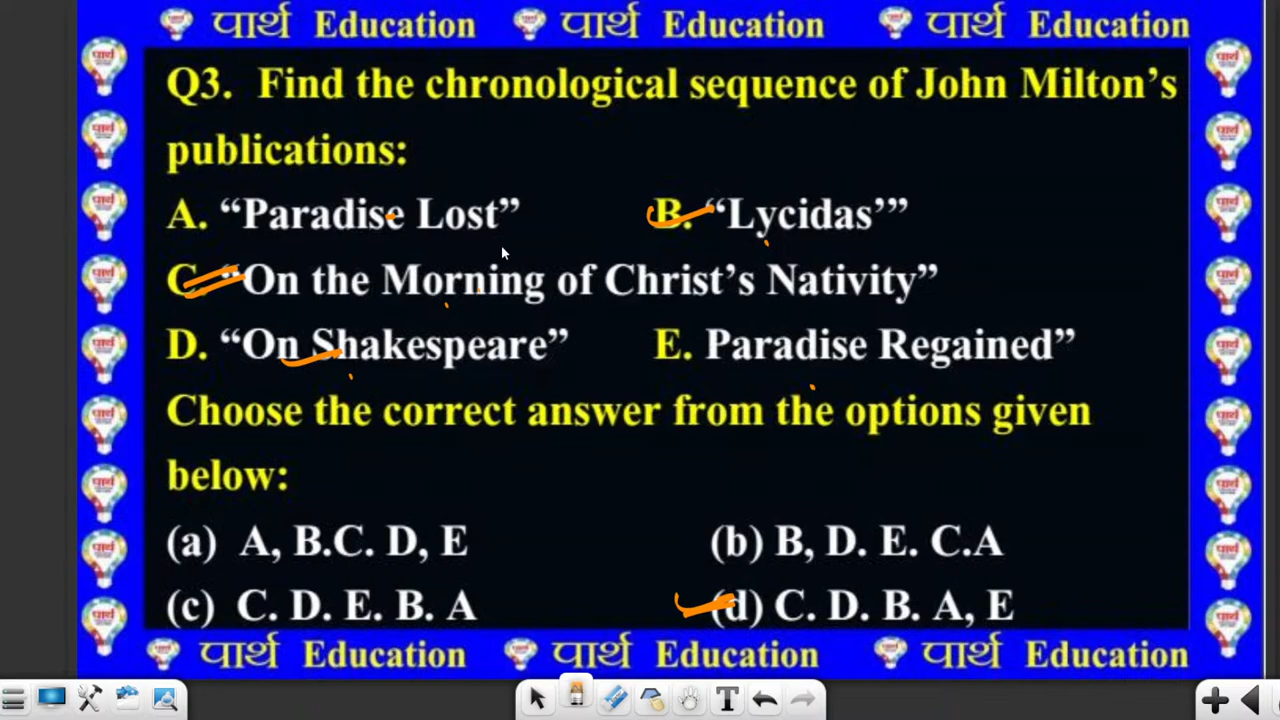 पार्थ Education पार्थ Education पार्थ Education
Q3. Find the chronological sequence of John Milton's
publications:
A. “Paradise Lost” B. “Lycidas’”
C. “On the Morning of Christ’s Nativity”
D. “On Shakespeare” E. Paradise Regained”
Choose the correct answer from the options given
below:
(a) A, B.C. D, E (b) B, D. E. C.A
(c) C. D. E. B. A (d) C. D. B. A, E
पार्थ Education पार्थ Education पार्थ Education
T